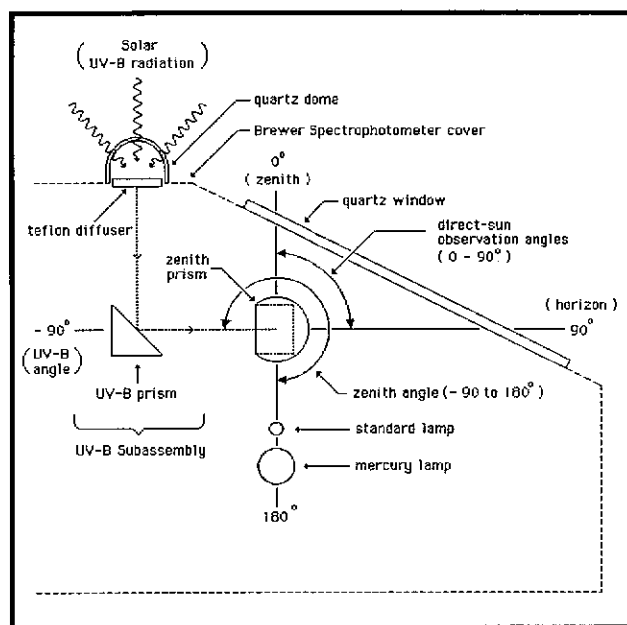 Solar
(UV-B radiation)
quartz dome
Brewer Spectrophotometer cover
0°
(zenith)
quartz window
teflon diffuser
direct-sun
observation angles
(0 - 90°)
zenith
prism
(horizon)
- 90°
90°
(UV-B
angle)
UV-B prism
zenith angle (- 90 to 180°)
standard lamp
UV-B Subassembly
mercury lamp
180°